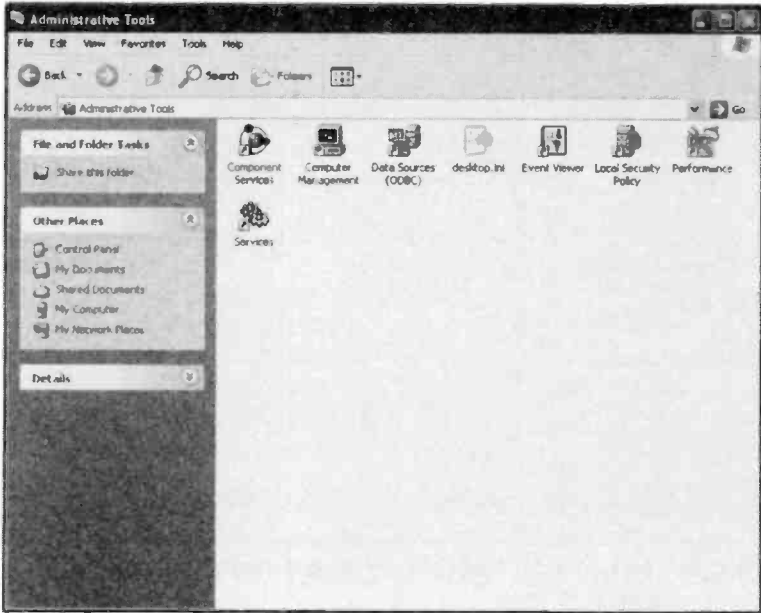 Administrative Tools
File Edit View Favorites Tools Help
Back Search Folders
Address Administrative Tools Go
File and Folder Tasks
Share this folder
Other Places
Control Panel
My Documents
Shared Documents
My Computer
My Network Places
Details
Component Services
Computer Management
Data Sources (ODBC)
desktop.ini
Event Viewer
Local Security Policy
Performance
Services